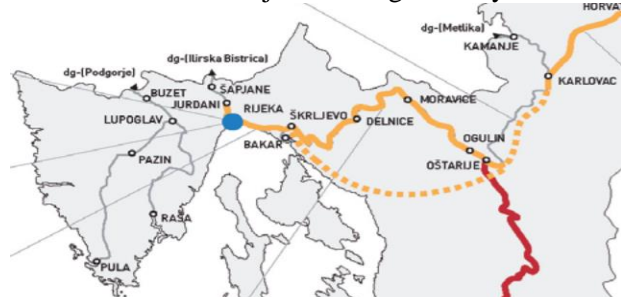 HORVAT
dg-(Metlika)
KAMANJE
dg-(Ilirska Bistrica)
dg-(Podgorje)
ŠAPJANE
KARLOVAC
BUZET
JURDANI
RIJEKA
MORAVICE
LUPOGLAV
ŠKRLJEVO
DELNICE
BAKAR
OGULIN
PAZIN
OŠTARIJE
RAŠA
PULA